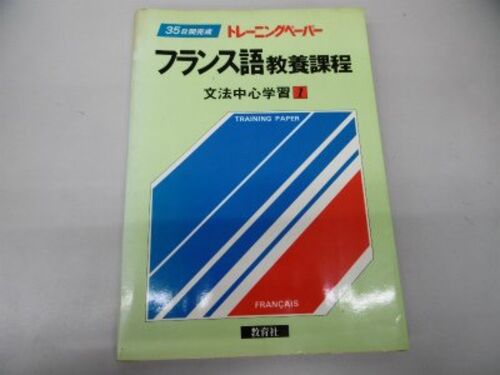 35日間完成 トレーニングペーパー
フランス語教養課程
文法中心学習 1
TRAINING PAPER
FRANÇAIS
教育社